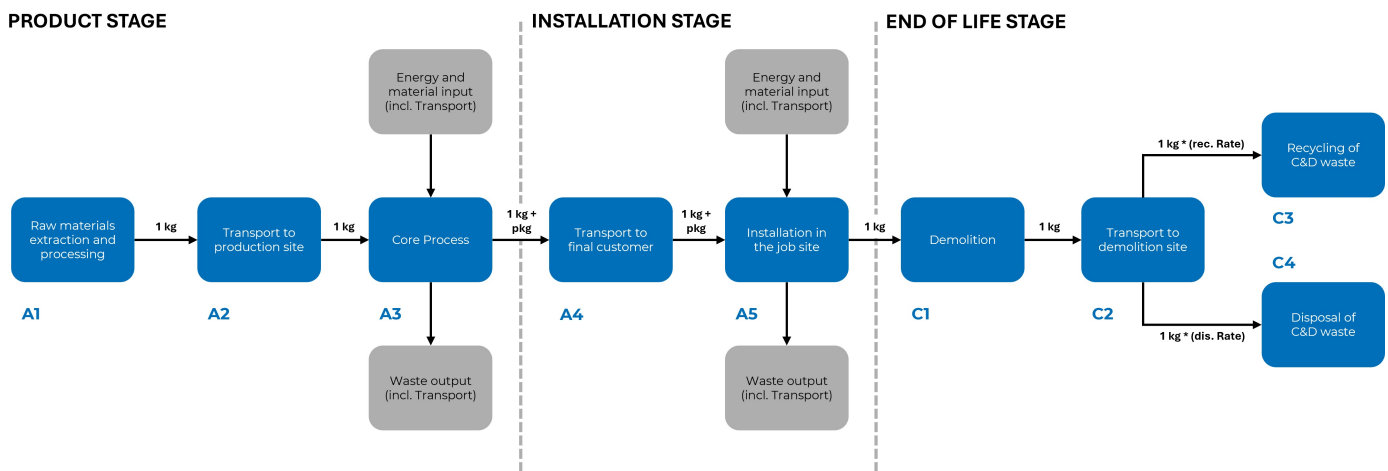 PRODUCT STAGE
INSTALLATION STAGE
END OF LIFE STAGE
Energy and
material input
(incl. Transport)
Energy and
material input
(incl. Transport)
Raw materials
extraction and
processing
A1
1 kg
Transport to
production site
A2
1 kg
Core Process
A3
Waste output
(incl. Transport)
1 kg +
pkg
Transport to
final customer
A4
1 kg +
pkg
Installation in
the job site
A5
Waste output
(incl. Transport)
1 kg
Demolition
C1
1 kg
Transport to
demolition site
C2
1 kg * (rec. Rate)
Recycling of
C&D waste
C3
C4
1 kg * (dis. Rate)
Disposal of
C&D waste